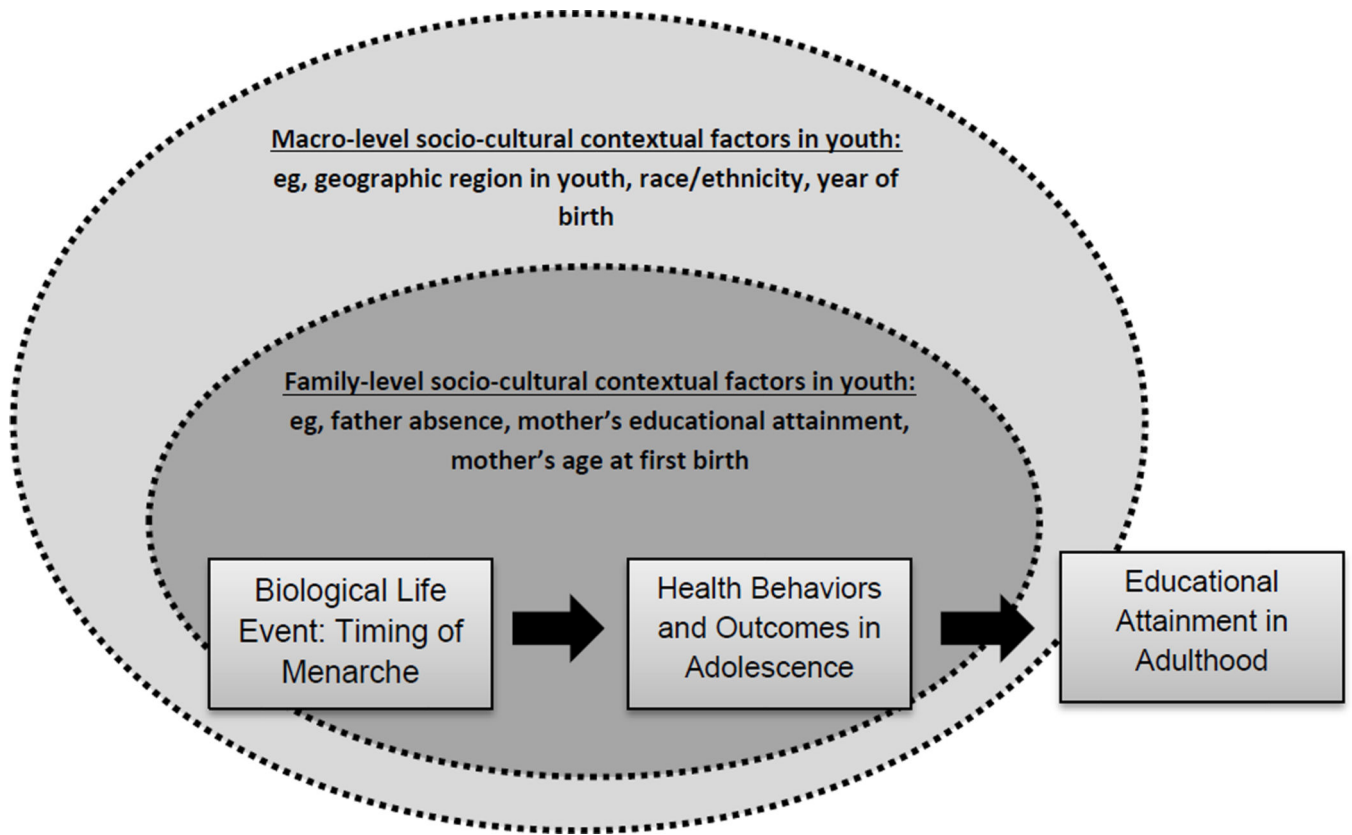 Macro-level socio-cultural contextual factors in youth:
eg, geographic region in youth, race/ethnicity, year of
birth
Family-level socio-cultural contextual factors in youth:
eg, father absence, mother’s educational attainment,
mother’s age at first birth
Biological Life
Event: Timing of
Menarche
Health Behaviors
and Outcomes in
Adolescence
Educational
Attainment in
Adulthood